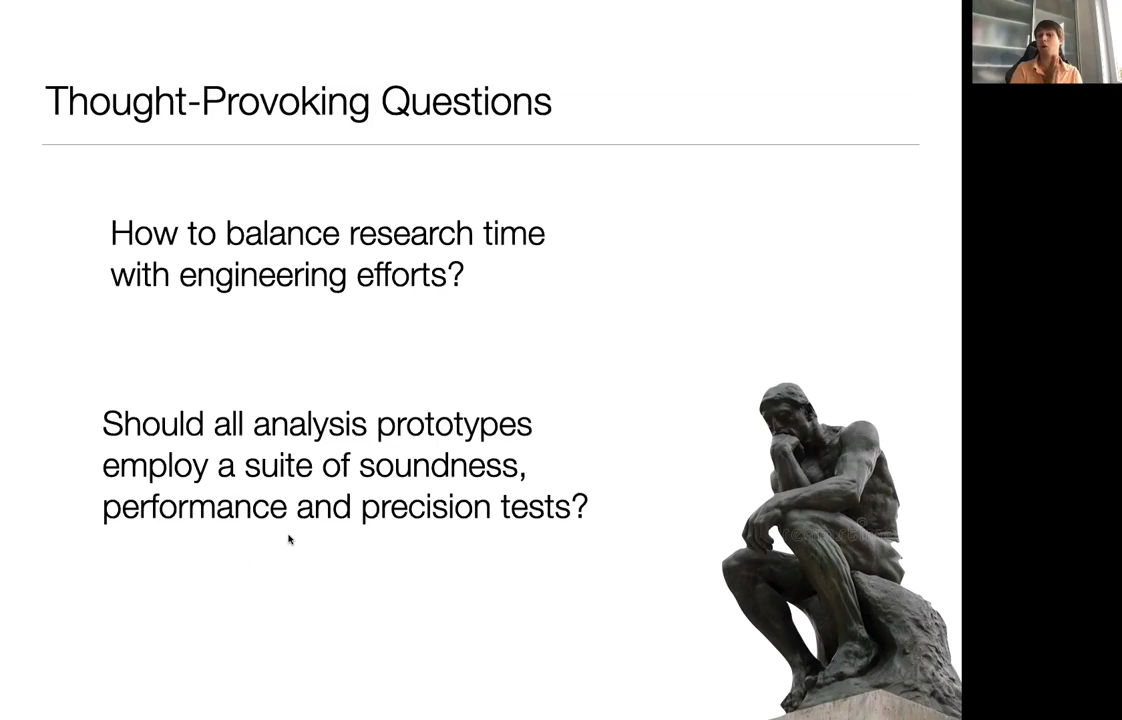 Thought-Provoking Questions
How to balance research time
with engineering efforts?
Should all analysis prototypes
employ a suite of soundness,
performance and precision tests?